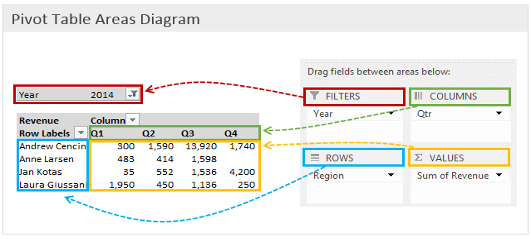 Pivot Table Areas Diagram
Drag fields between areas below:
Year 2014
FILTERS COLUMNS
Year Qtr
Revenue Column
Row Labels Q1 Q2 Q3 Q4
Andrew Cencin 300 1,590 13,920 1,740
Anne Larsen 483 414 1,598
Jan Kotas 35 552 1,536 4,200
Laura Giussani 1,950 450 1,136 250
ROWS VALUES
Region Sum of Revenue